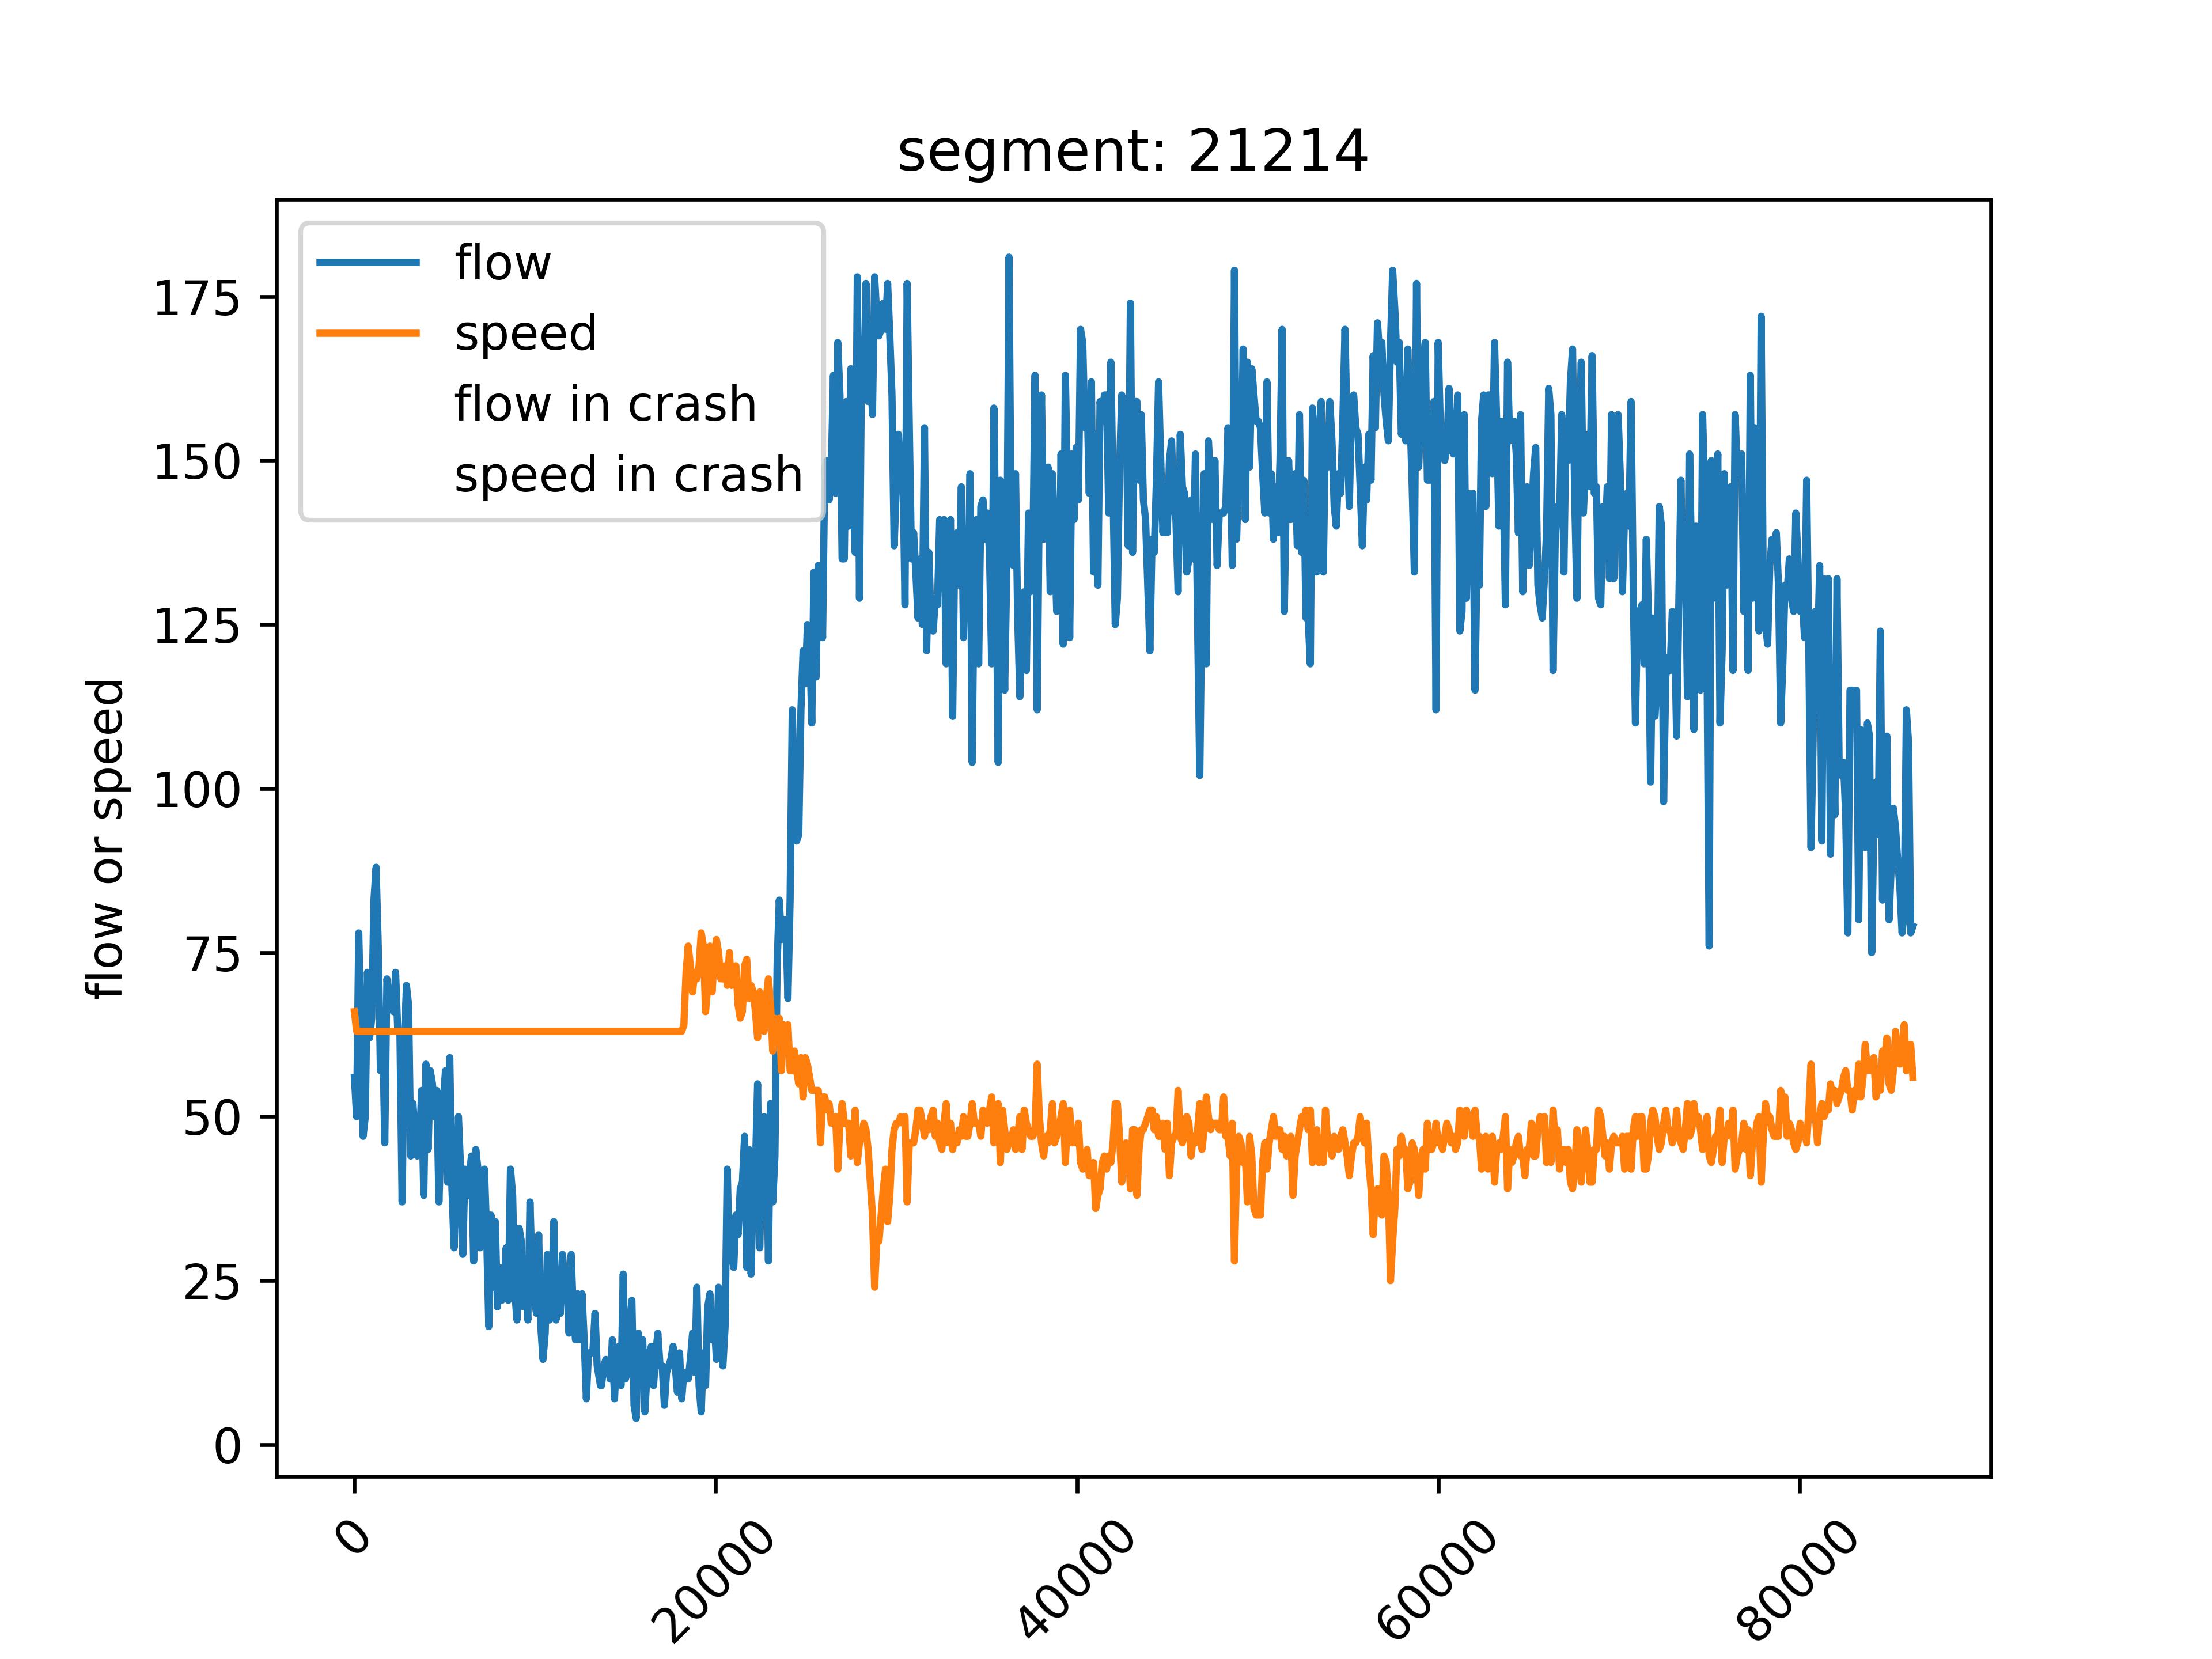 segment: 21214
flow
speed
flow in crash
speed in crash
flow or speed
175
150
125
100
75
50
25
0
0
20000
40000
60000
80000